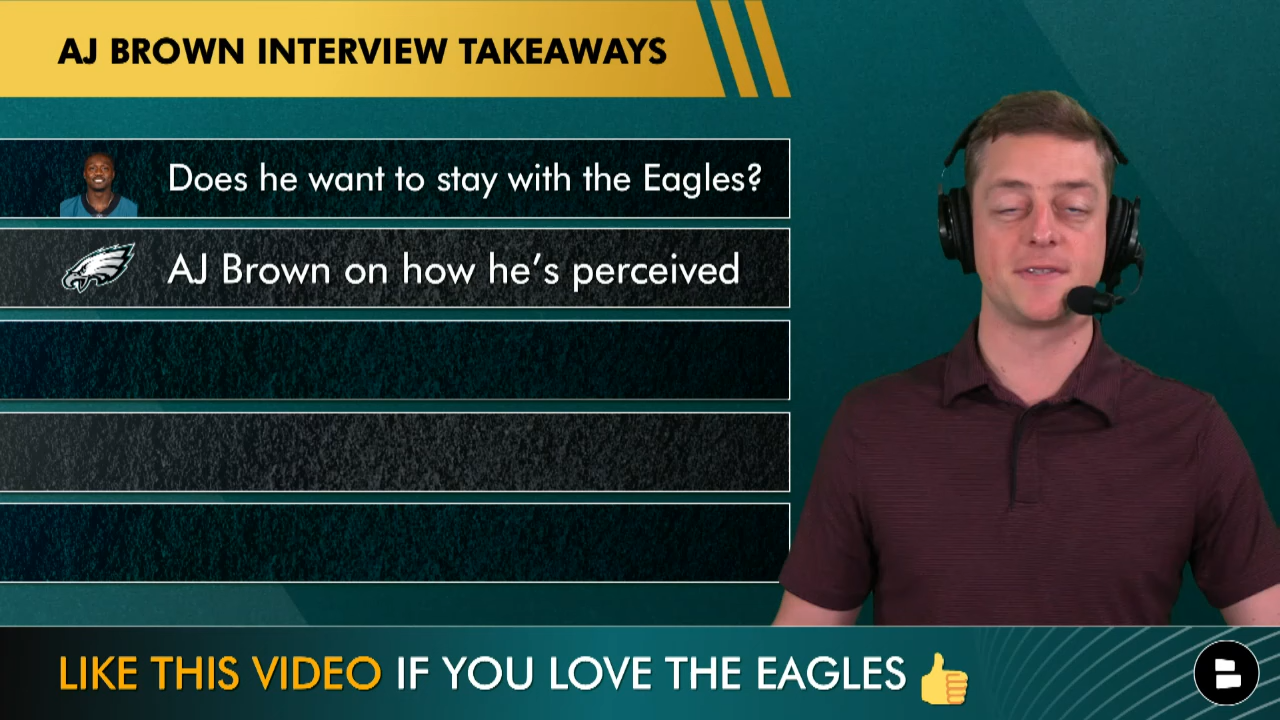 AJ BROWN INTERVIEW TAKEAWAYS
Does he want to stay with the Eagles?
AJ Brown on how he’s perceived
LIKE THIS VIDEO IF YOU LOVE THE EAGLES